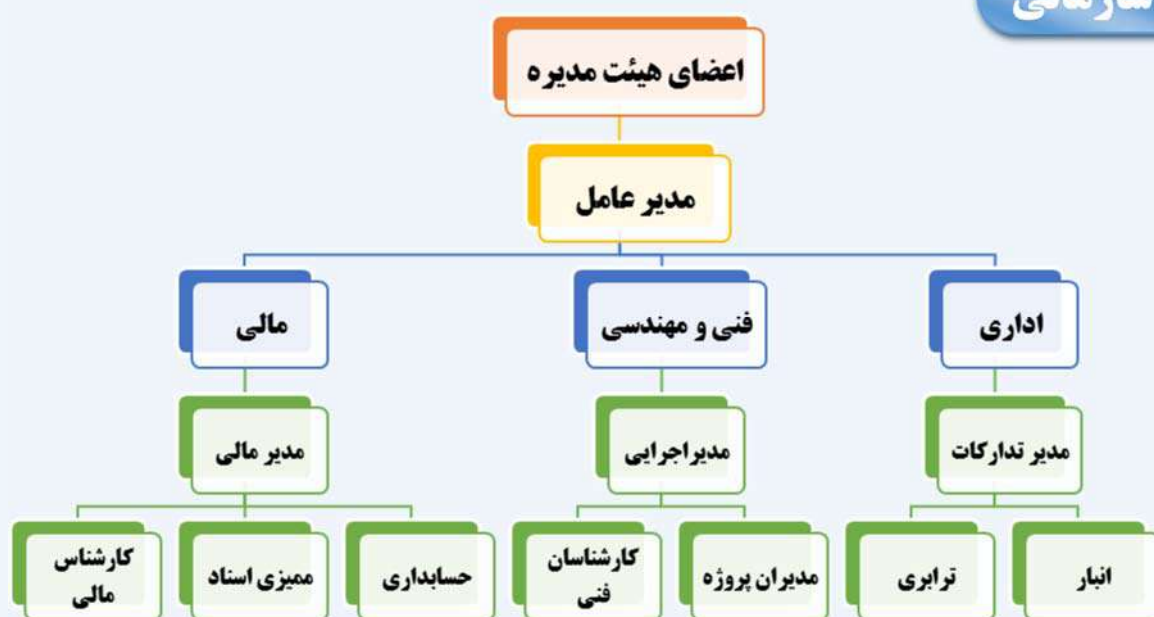 اعضای هیئت مدیره
مدیر عامل
اداری
فنی و مهندسی
مالی
مدیر تدارکات
مدیراجرایی
مدیر مالی
انبار
ترابری
مدیران پروژه
کارشناسان
فنی
حسابداری
ممیزی اسناد
کارشناس
مالی